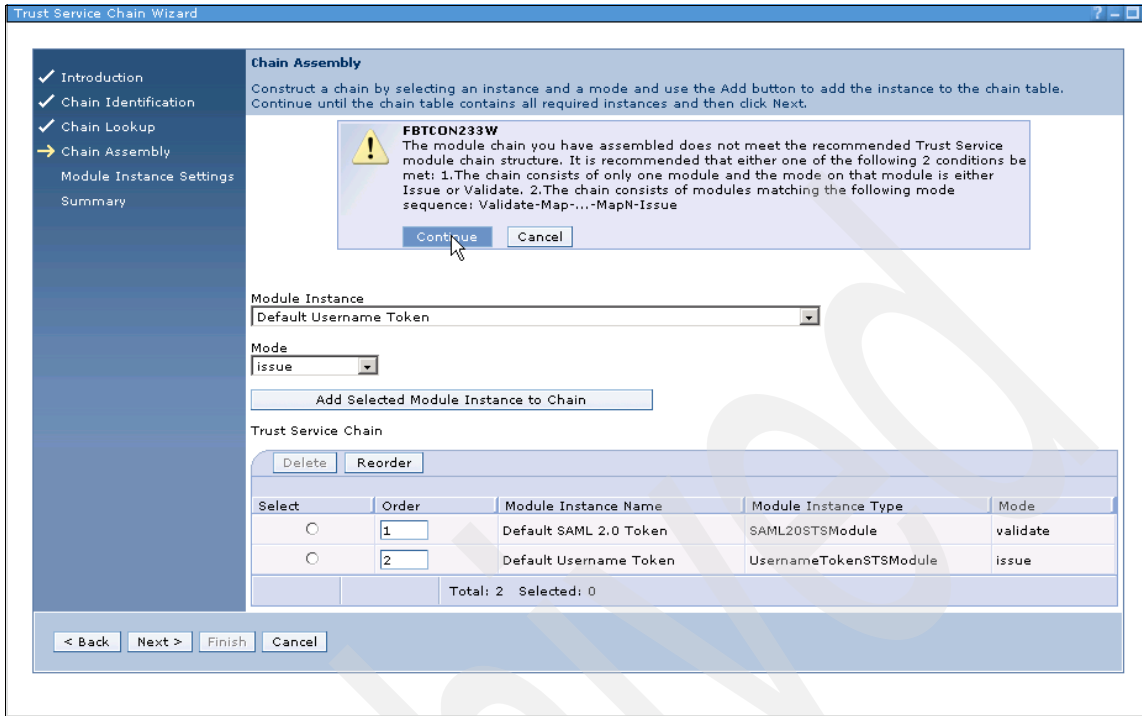 Trust Service Chain Wizard
? – □
Introduction
Chain Identification
Chain Lookup
Chain Assembly
Module Instance Settings
Summary
Chain Assembly
Construct a chain by selecting an instance and a mode and use the Add button to add the instance to the chain table.
Continue until the chain table contains all required instances and then click Next.
FBTCON233W
The module chain you have assembled does not meet the recommended Trust Service
module chain structure. It is recommended that either one of the following 2 conditions be
met: 1.The chain consists of only one module and the mode on that module is either
Issue or Validate. 2.The chain consists of modules matching the following mode
sequence: Validate-Map-...-MapN-Issue
Continue Cancel
Module Instance
Default Username Token
Mode
issue
Add Selected Module Instance to Chain
Trust Service Chain
Delete Reorder
Select Order Module Instance Name Module Instance Type Mode
1 Default SAML 2.0 Token SAML20STSModule validate
2 Default Username Token UsernameTokenSTSModule issue
Total: 2 Selected: 0
< Back Next > Finish Cancel